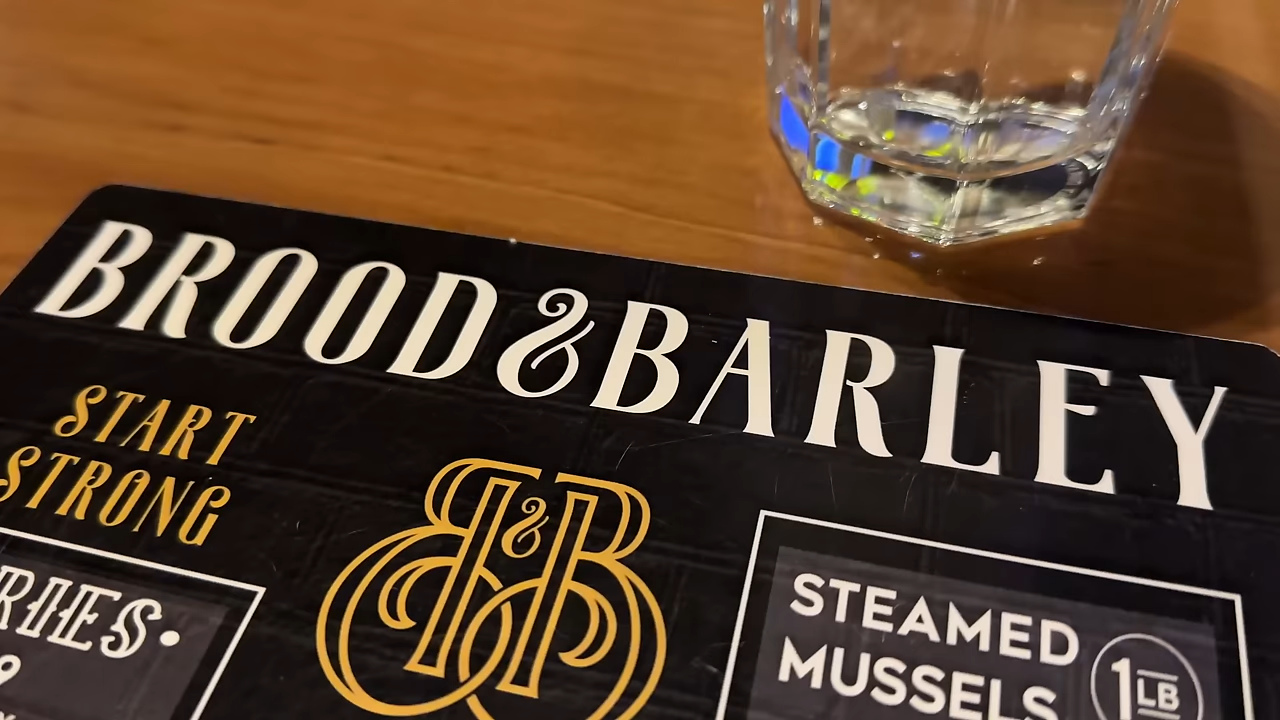 BROOD&BARLEY
START
STRONG
B&B
STEAMED
MUSSELS
1LB